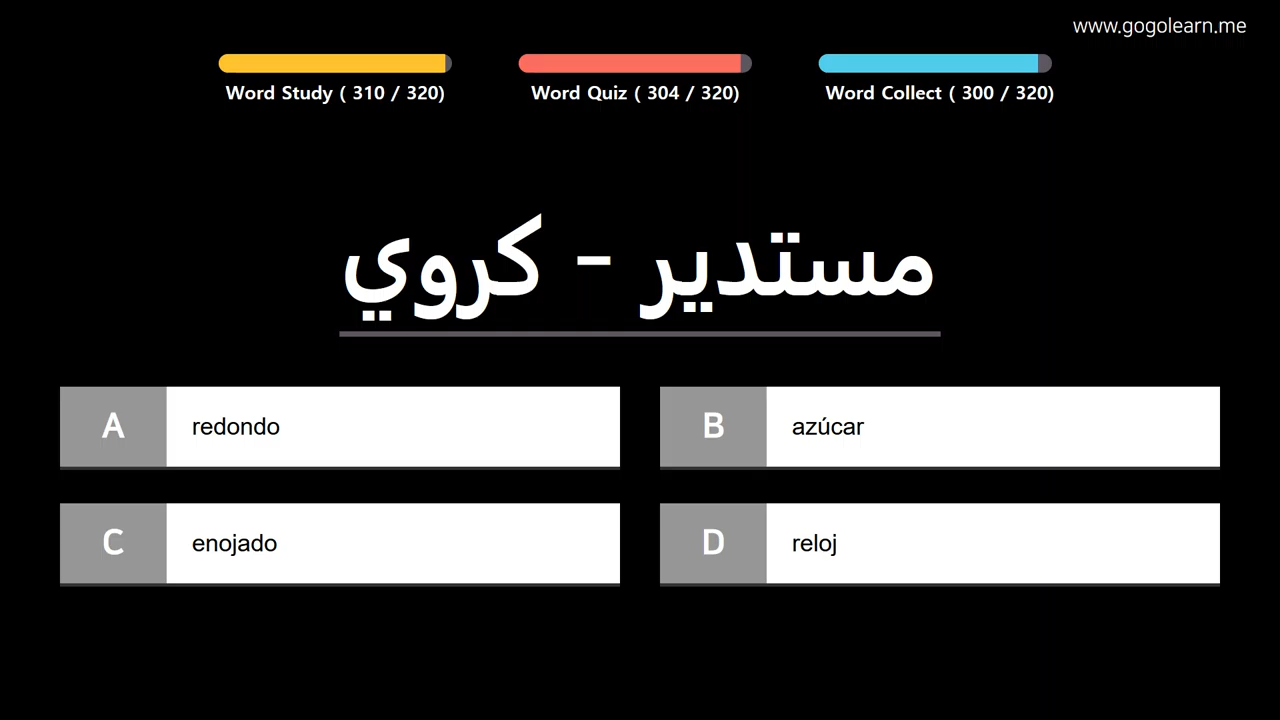 www.gogolearn.me
Word Study ( 310 / 320)
Word Quiz ( 304 / 320)
Word Collect ( 300 / 320)
مستدير - كروي
A redondo
B azúcar
C enojado
D reloj